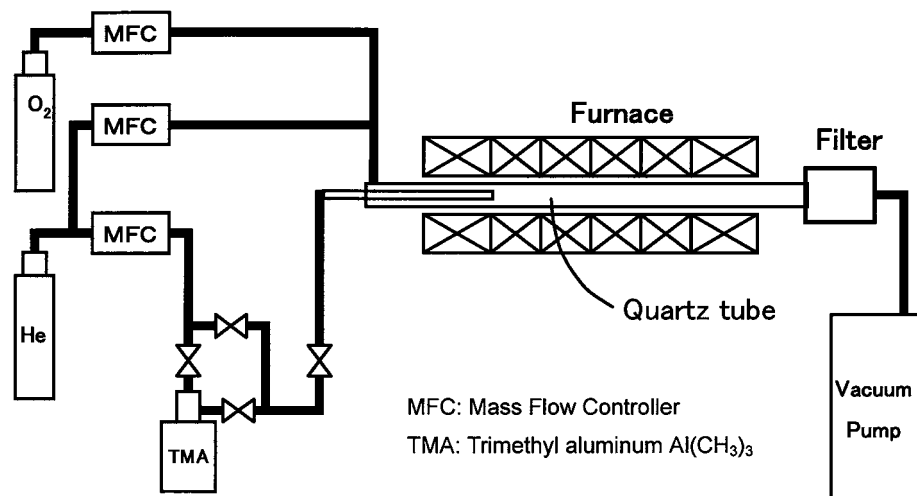 MFC
O₂
MFC
Furnace
Filter
MFC
Quartz tube
He
MFC: Mass Flow Controller
TMA: Trimethyl aluminum Al(CH₃)₃
TMA
Vacuum
Pump